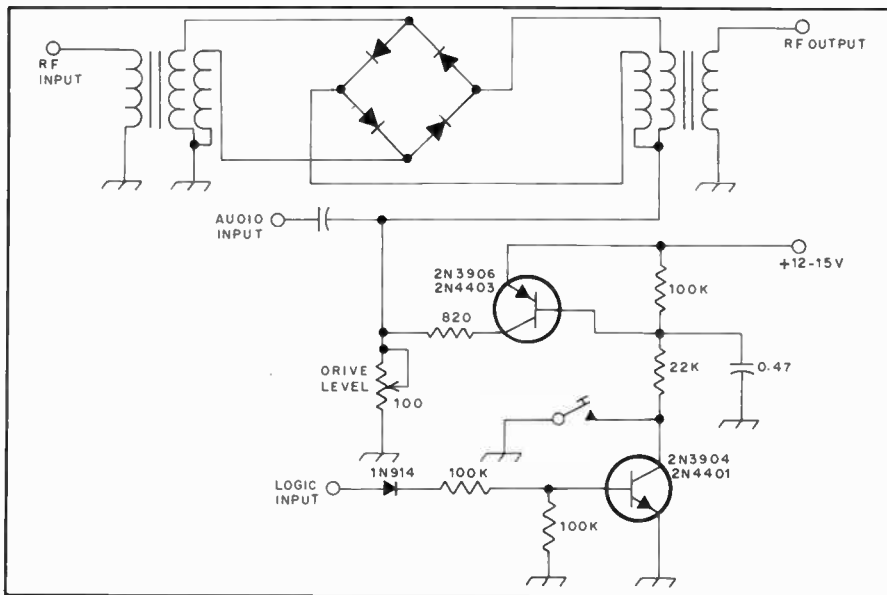 RF
INPUT
RF OUTPUT
AUOIO
INPUT
+12-15V
2N3906
2N4403
100K
820
22K
0.47
ORIVE
LEVEL
100
2N3904
2N4401
LOGIC
INPUT
1N914
100K
100K